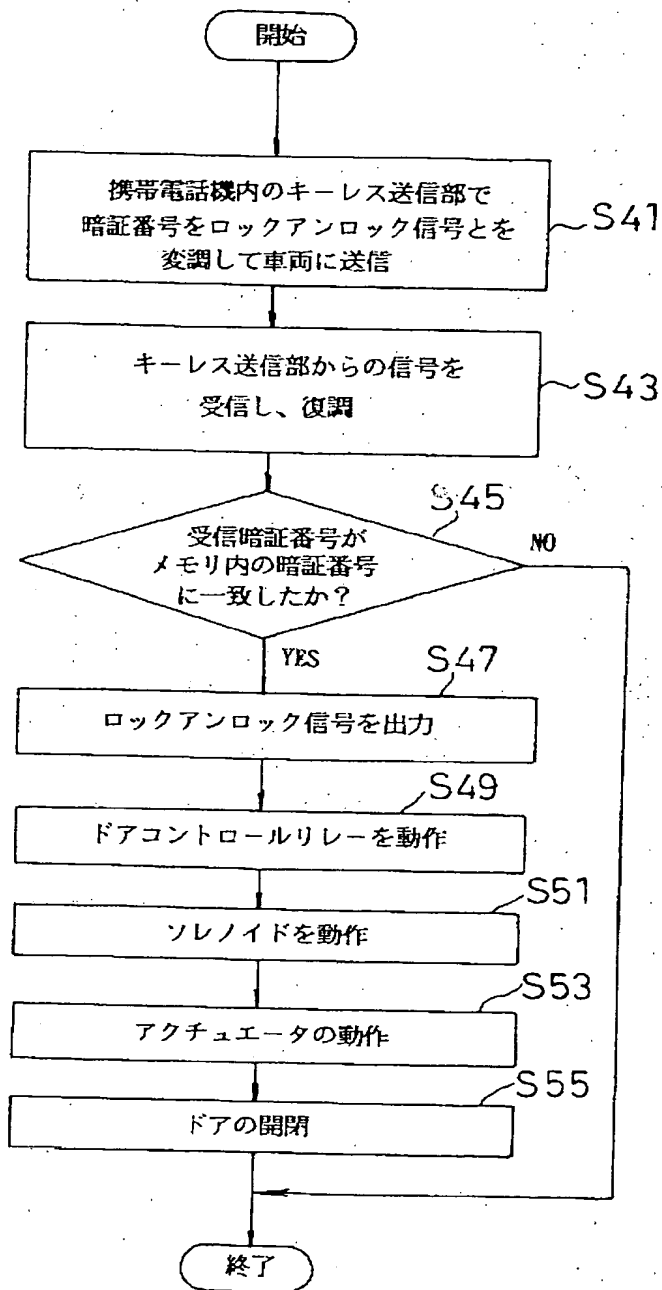 開始
携帯電話機内のキーレス送信部で
暗証番号をロックアンロック信号とを
変調して車両に送信
S41
キーレス送信部からの信号を
受信し、復調
S43
S45
受信暗証番号が
メモリ内の暗証番号
に一致したか?
NO
YES
S47
ロックアンロック信号を出力
S49
ドアコントロールリレーを動作
S51
ソレノイドを動作
S53
アクチュエータの動作
S55
ドアの開閉
終了